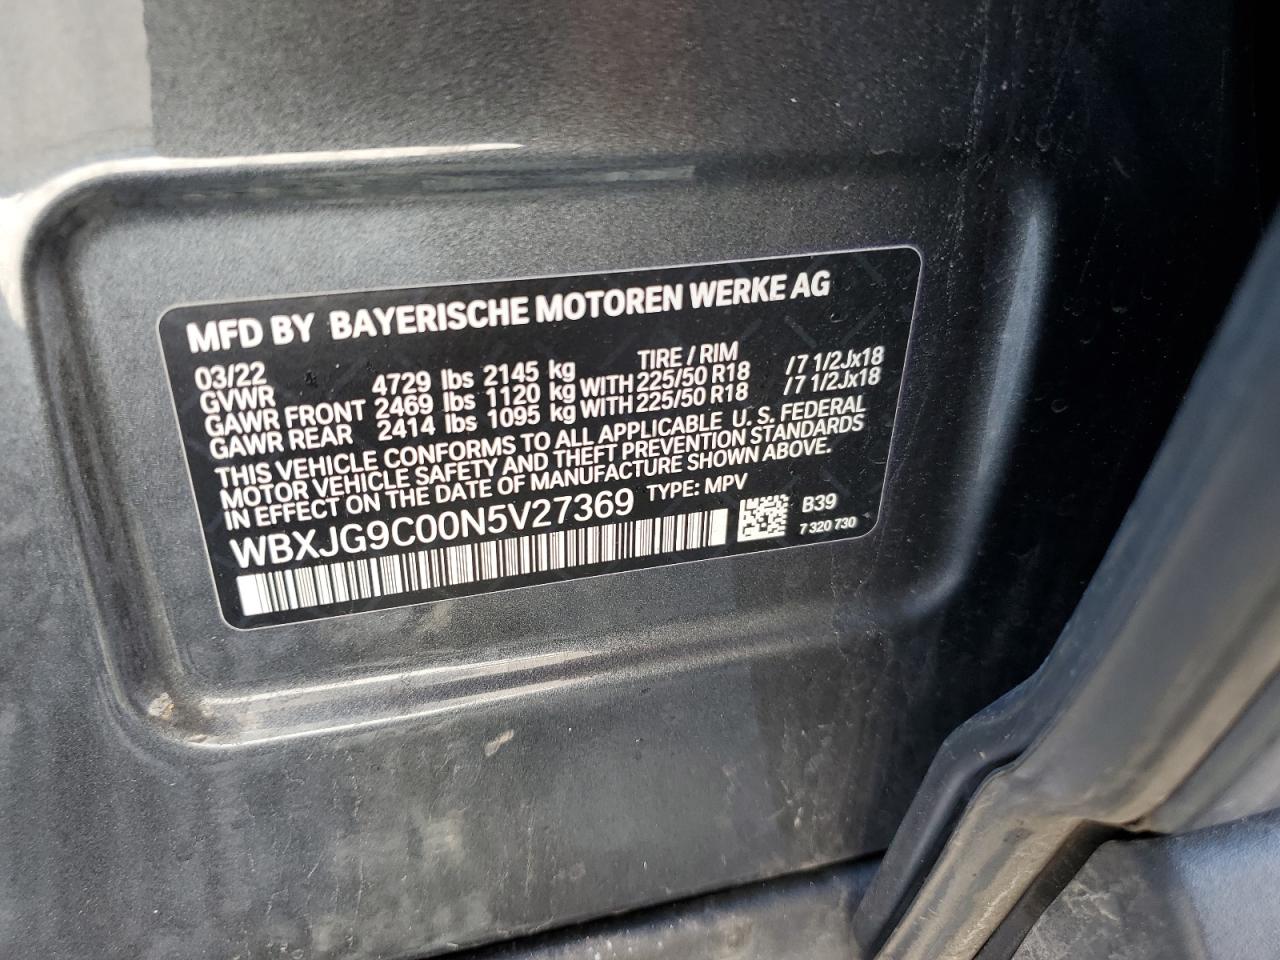 MFD BY BAYERISCHE MOTOREN WERKE AG
03/22 TIRE / RIM
GVWR 4729 lbs 2145 kg
GAWR FRONT 2469 lbs 1120 kg WITH 225/50 R18 /7 1/2Jx18
GAWR REAR 2414 lbs 1095 kg WITH 225/50 R18 /7 1/2Jx18
THIS VEHICLE CONFORMS TO ALL APPLICABLE U. S. FEDERAL
MOTOR VEHICLE SAFETY AND THEFT PREVENTION STANDARDS
IN EFFECT ON THE DATE OF MANUFACTURE SHOWN ABOVE.
WBXJG9C00N5V27369 TYPE: MPV
B39
7 320 730